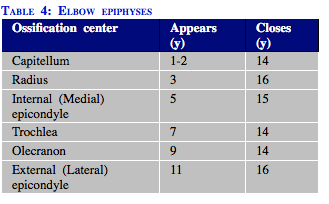 TABLE 4: ELBOW EPIPHYSES
Ossification center Appears (y) Closes (y)
Capitellum 1-2 14
Radius 3 16
Internal (Medial) epicondyle 5 15
Trochlea 7 14
Olecranon 9 14
External (Lateral) epicondyle 11 16